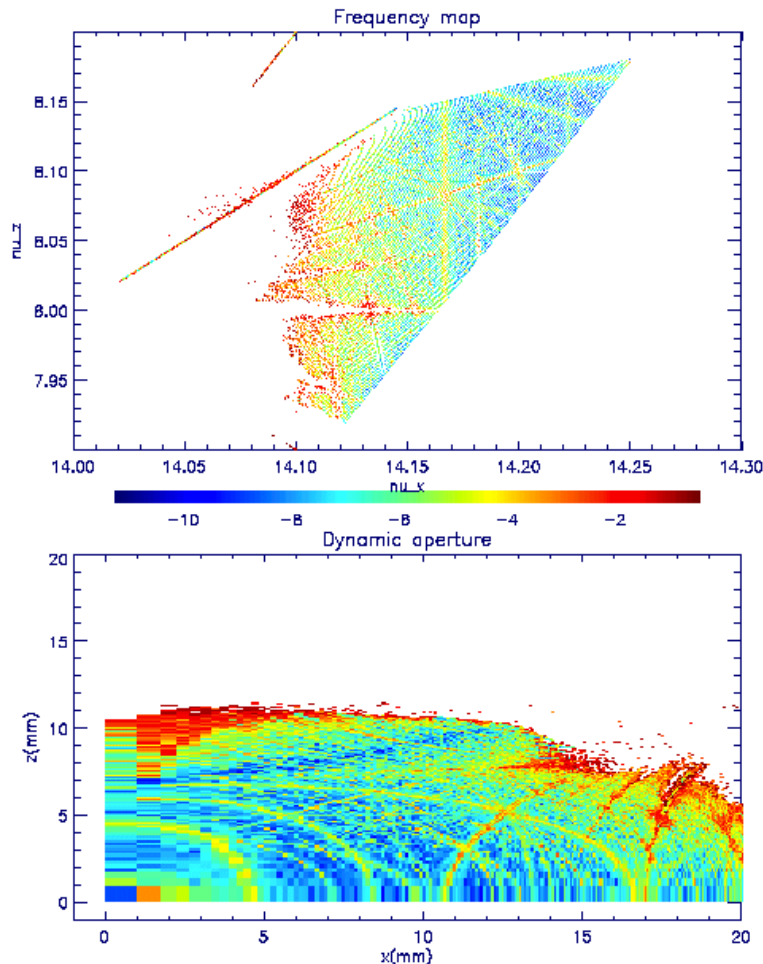 Frequency map
8.15
8.10
8.05
8.00
7.95
nu_z
14.00 14.05 14.10 14.15 14.20 14.25 14.30
nu_x
-10 -8 -6 -4 -2
Dynamic aperture
20
15
10
5
0
z(mm)
0 5 10 15 20
x(mm)